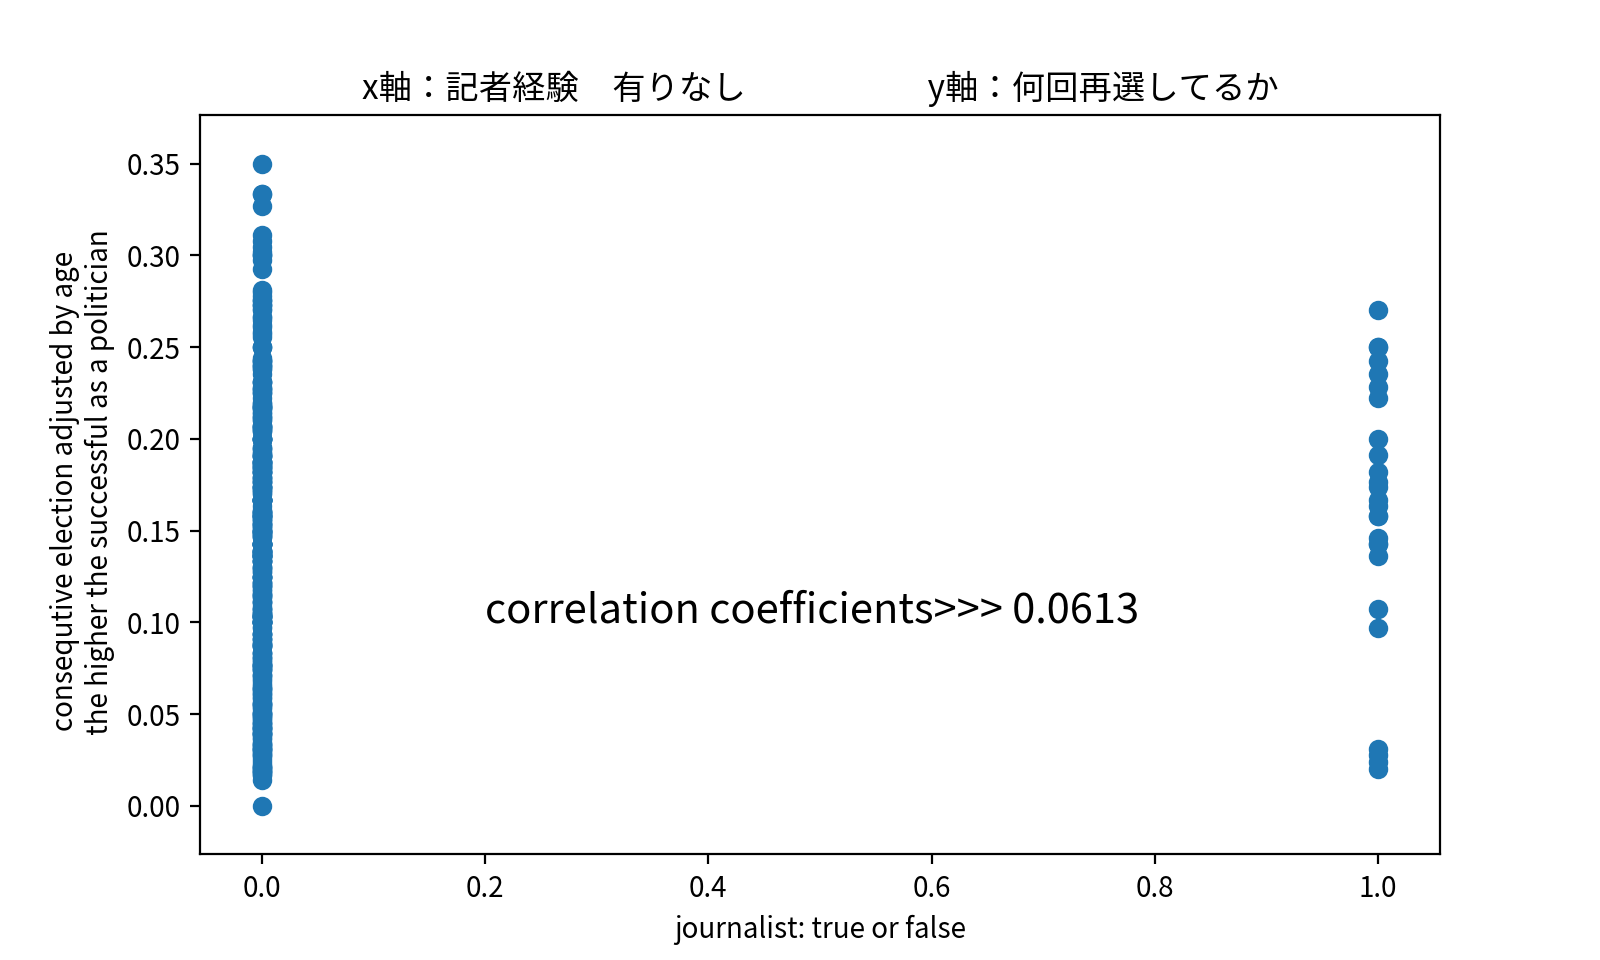 x軸：記者経験　有りなし　　　　　y軸：何回再選してるか
consequtive election adjusted by age
the higher the successful as a politician
0.35
0.30
0.25
0.20
0.15
0.10
0.05
0.00
correlation coefficients>>> 0.0613
0.0 0.2 0.4 0.6 0.8 1.0
journalist: true or false